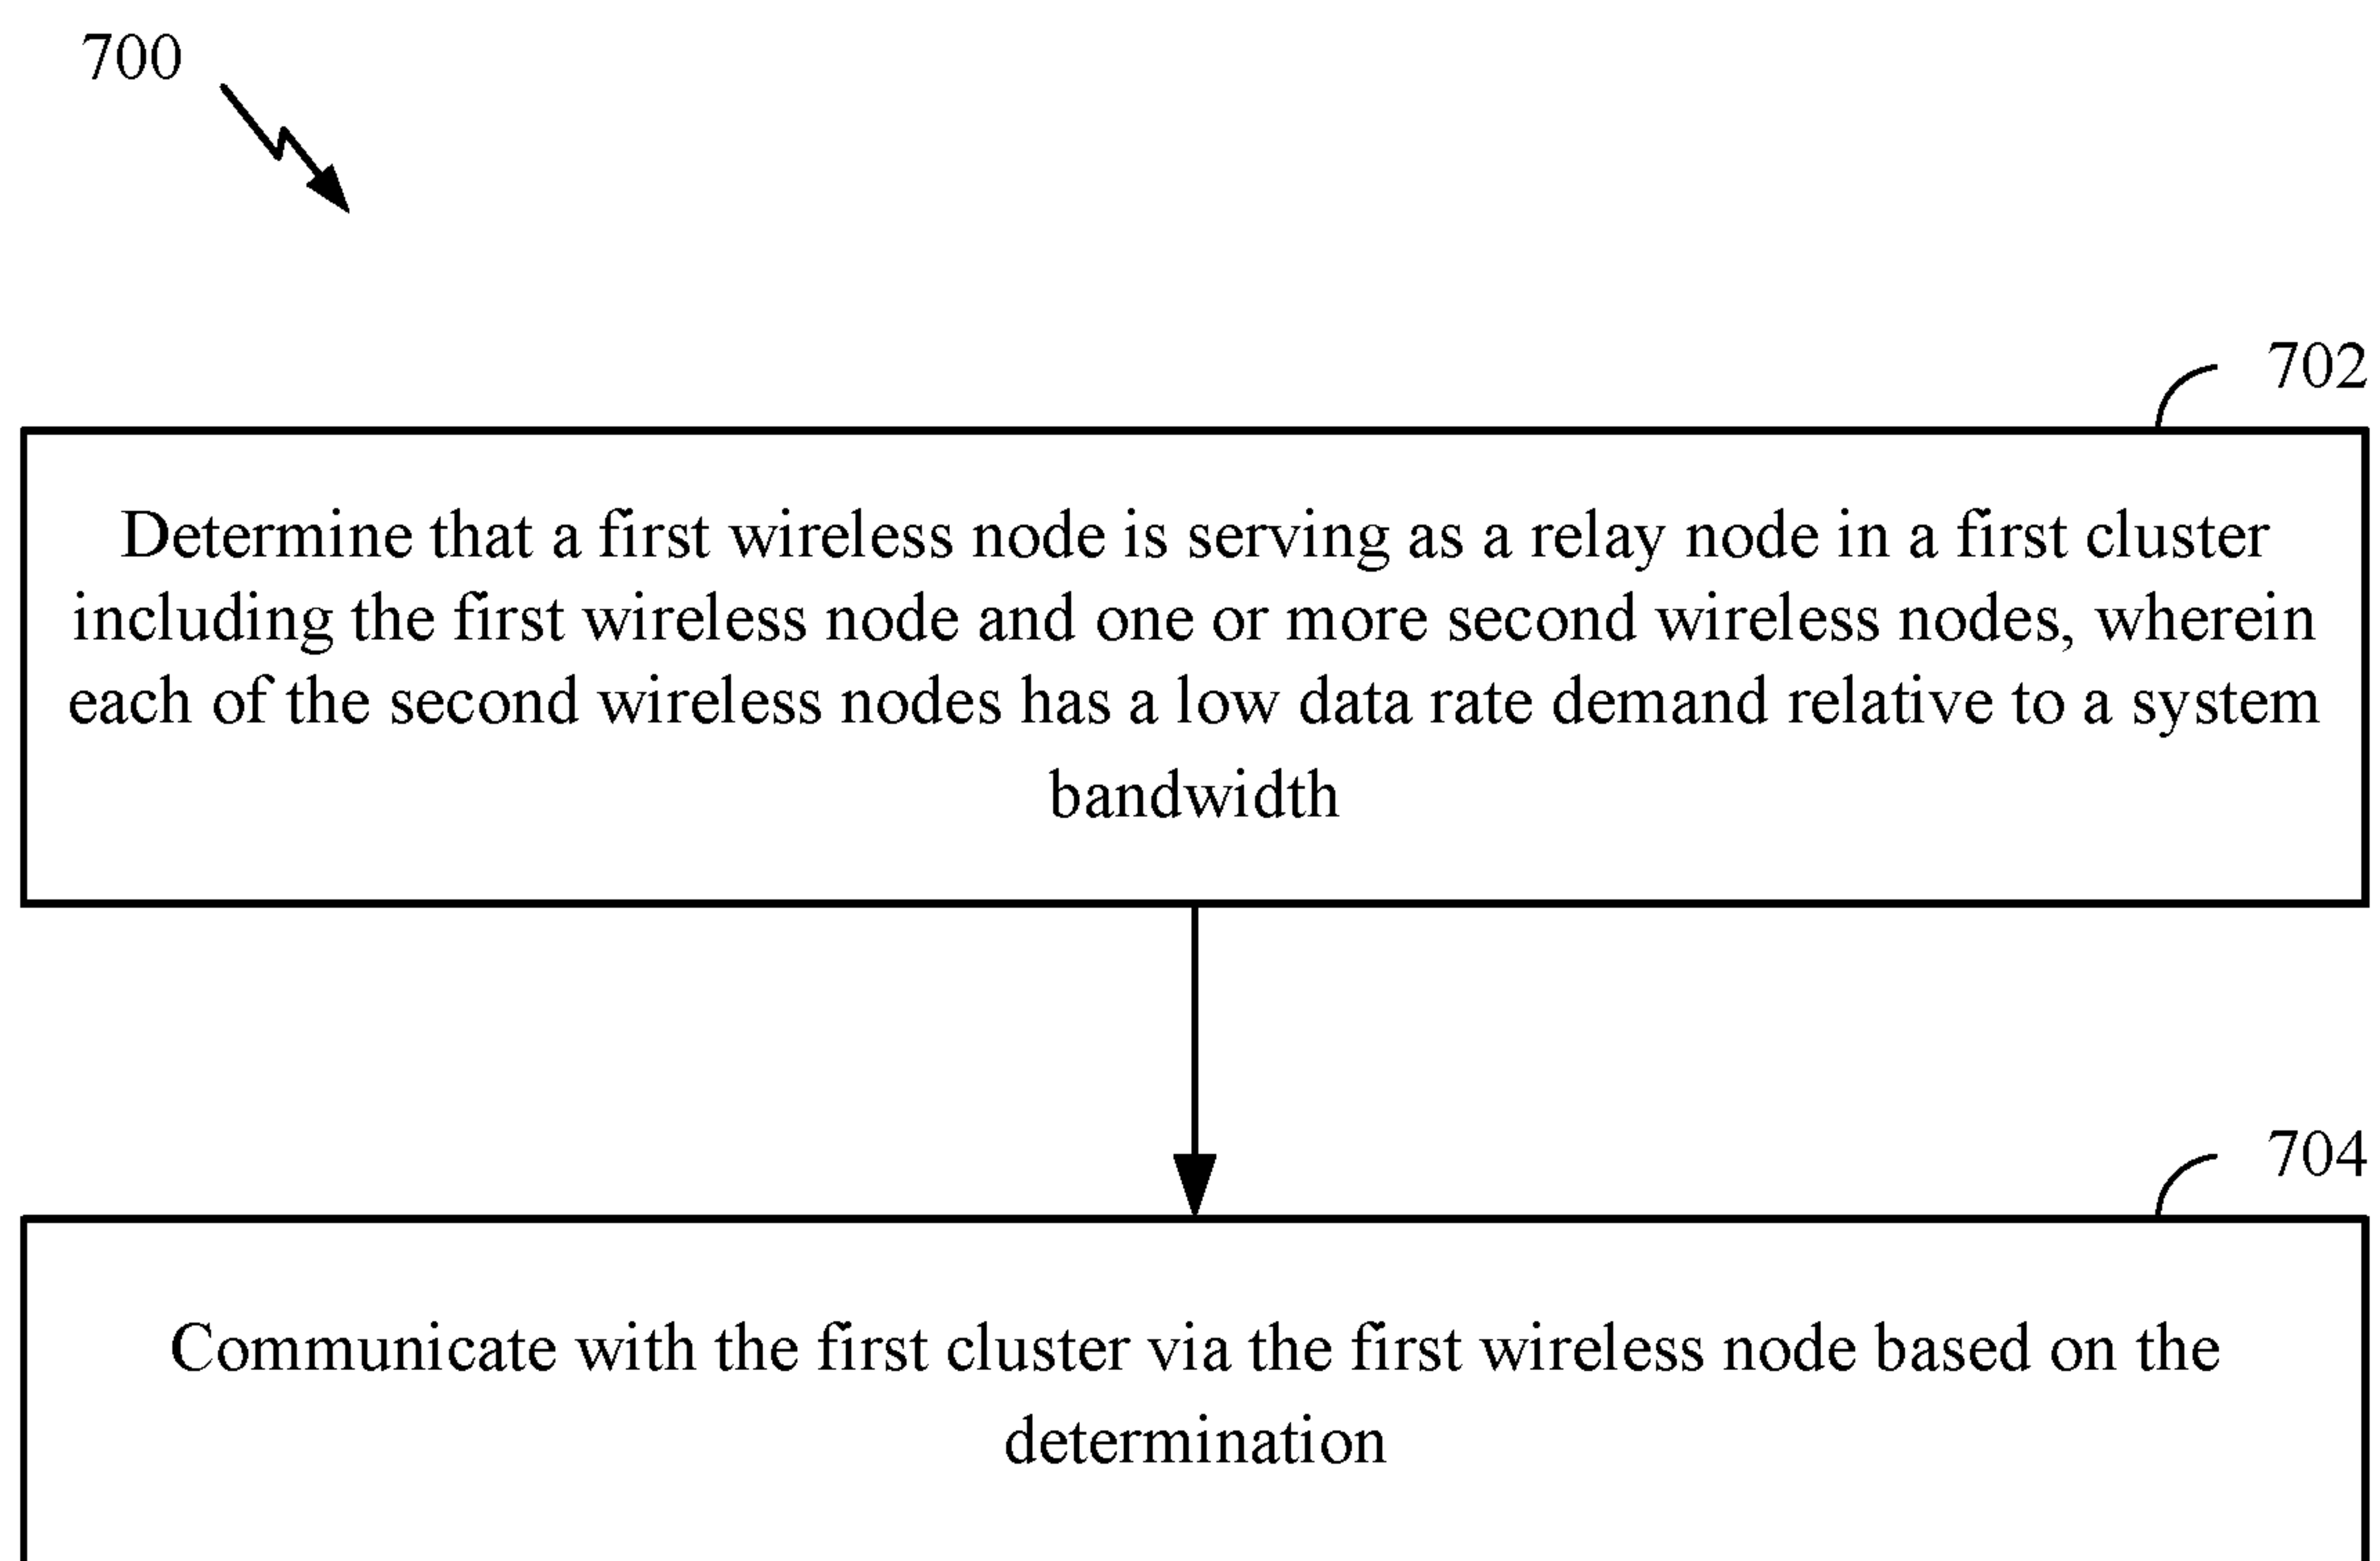 700
702
Determine that a first wireless node is serving as a relay node in a first cluster
including the first wireless node and one or more second wireless nodes, wherein
each of the second wireless nodes has a low data rate demand relative to a system
bandwidth
704
Communicate with the first cluster via the first wireless node based on the
determination